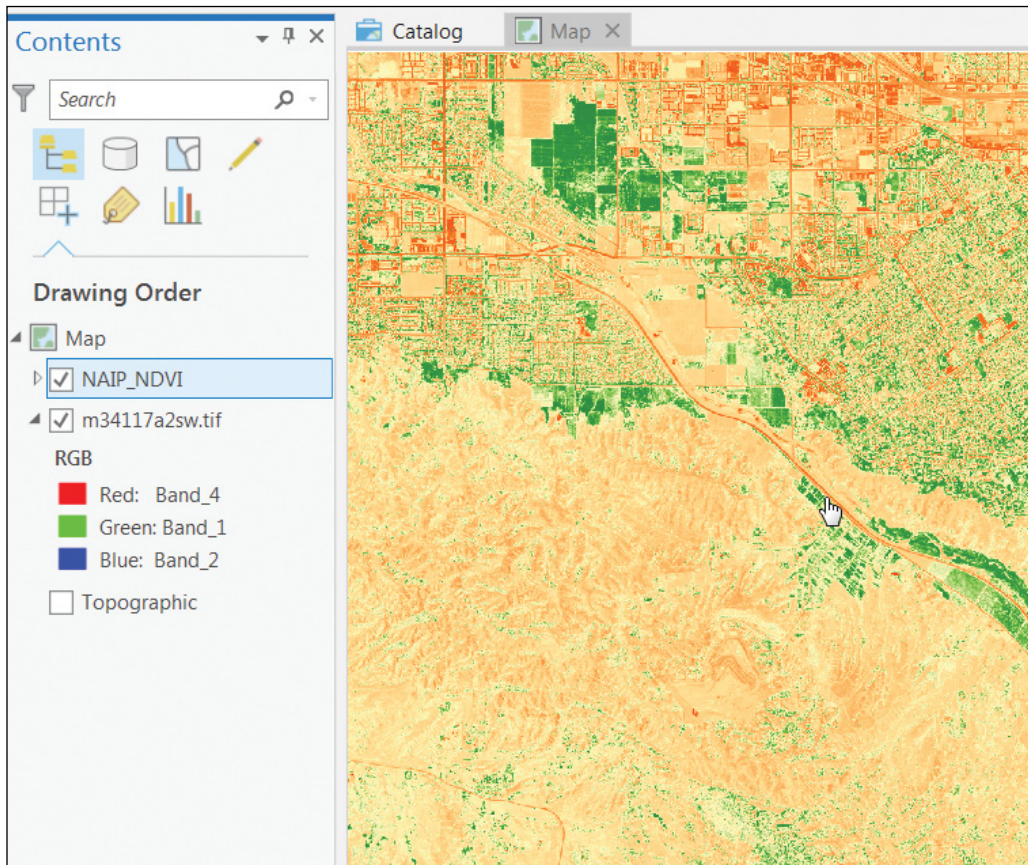 Contents
Catalog
Map
Search
Drawing Order
Map
NAIP_NDVI
m34117a2sw.tif
RGB
Red: Band_4
Green: Band_1
Blue: Band_2
Topographic